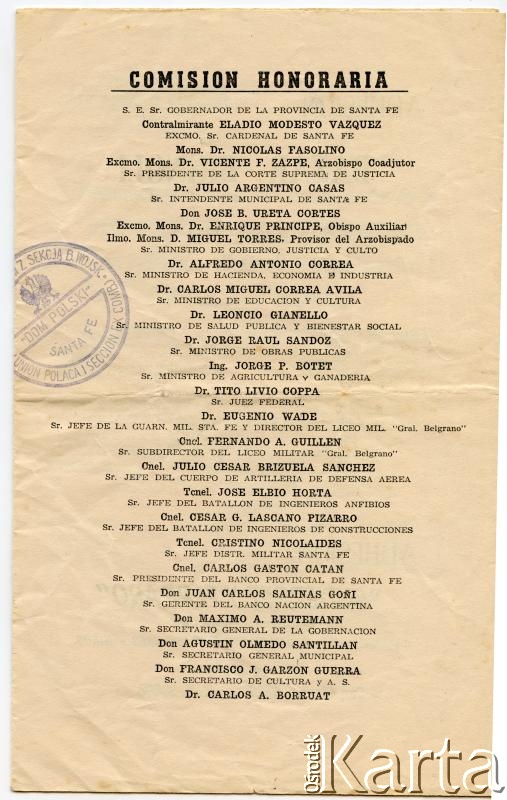 COMISION HONORARIA
S. E. Sr. GOBERNADOR DE LA PROVINCIA DE SANTA FE
Contralmirante ELADIO MODESTO VAZQUEZ
EXCMO. Sr. CARDENAL DE SANTA FE
Mons. Dr. NICOLAS FASOLINO
Excmo. Mons. Dr. VICENTE F. ZAZPE, Arzobispo Coadjutor
Sr. PRESIDENTE DE LA CORTE SUPREMA DE JUSTICIA
Dr. JULIO ARGENTINO CASAS
Sr. INTENDENTE MUNICIPAL DE SANTA FE
Don JOSE B. URETA CORTES
Excmo. Mons. Dr. ENRIQUE PRINCIPE, Obispo Auxiliar
Ilmo. Mons. D. MIGUEL TORRES, Provisor del Arzobispado
Sr. MINISTRO DE GOBIERNO, JUSTICIA Y CULTO
Dr. ALFREDO ANTONIO CORREA
Sr. MINISTRO DE HACIENDA, ECONOMIA E INDUSTRIA
Dr. CARLOS MIGUEL CORREA AVILA
Sr. MINISTRO DE EDUCACION Y CULTURA
Dr. LEONCIO GIANELLO
Sr. MINISTRO DE SALUD PUBLICA Y BIENESTAR SOCIAL
Dr. JORGE RAUL SANDOZ
Sr. MINISTRO DE OBRAS PUBLICAS
Ing. JORGE P. BOTET
Sr. MINISTRO DE AGRICULTURA y GANADERIA
Dr. TITO LIVIO COPPA
Sr. JUEZ FEDERAL
Dr. EUGENIO WADE
Sr. JEFE DE LA GUARN. MIL. STA. FE Y DIRECTOR DEL LICEO MIL. "Gral. Belgrano"
Cncl. FERNANDO A. GUILLEN
Sr. SUBDIRECTOR DEL LICEO MILITAR "Gral. Belgrano"
Cnel. JULIO CESAR BRIZUELA SANCHEZ
Sr. JEFE DEL CUERPO DE ARTILLERIA DE DEFENSA AEREA
Tcnel. JOSE ELBIO HORTA
Sr. JEFE DEL BATALLON DE INGENIEROS ANFIBIOS
Cnel. CESAR G. LASCANO PIZARRO
Sr. JEFE DEL BATALLON DE INGENIEROS DE CONSTRUCCIONES
Tcnel. CRISTINO NICOLAIDES
Sr. JEFE DISTR. MILITAR SANTA FE
Cnel. CARLOS GASTON CATAN
Sr. PRESIDENTE DEL BANCO PROVINCIAL DE SANTA FE
Don JUAN CARLOS SALINAS GOÑI
Sr. GERENTE DEL BANCO NACION ARGENTINA
Don MAXIMO A. REUTEMANN
Sr. SECRETARIO GENERAL DE LA GOBERNACION
Don AGUSTIN OLMEDO SANTILLAN
Sr. SECRETARIO GENERAL MUNICIPAL
Don FRANCISCO J. GARZON GUERRA
Sr. SECRETARIO DE CULTURA y A. S.
Dr. CARLOS A. BORRUAT
Z SEKCJĄ B. WOJSK.
"DOM POLSKI"
SANTA FE
UNION POLACA Y SECCION EX COMB.
Ośrodek
Karta